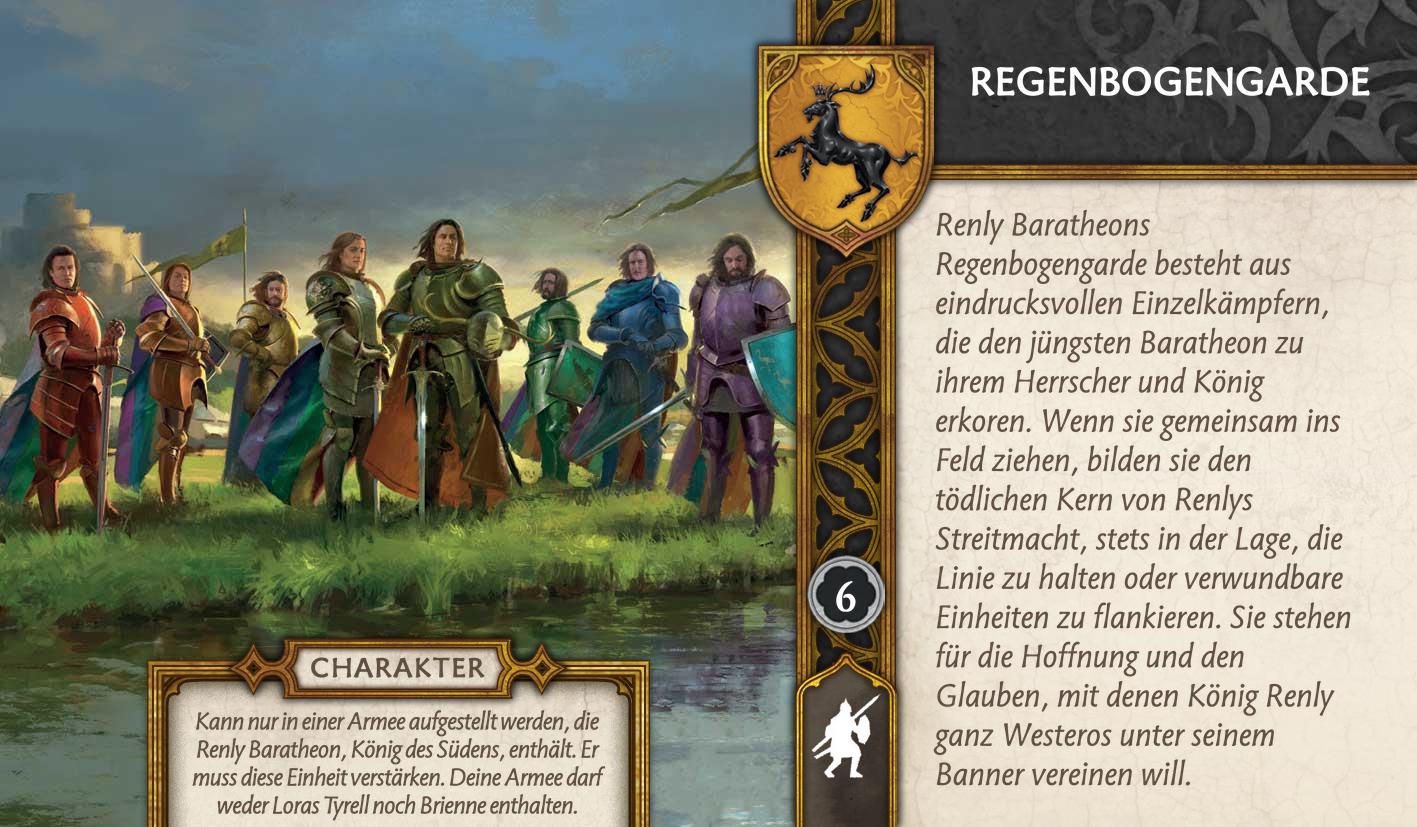 REGENBOGENGARDE
Renly Baratheons
Regenbogengarde besteht aus
eindrucksvollen Einzelkämpfern,
die den jüngsten Baratheon zu
ihrem Herrscher und König
erkoren. Wenn sie gemeinsam ins
Feld ziehen, bilden sie den
tödlichen Kern von Renlys
Streitmacht, stets in der Lage, die
Linie zu halten oder verwundbare
Einheiten zu flankieren. Sie stehen
für die Hoffnung und den
Glauben, mit denen König Renly
ganz Westeros unter seinem
Banner vereinen will.
6
CHARAKTER
Kann nur in einer Armee aufgestellt werden, die
Renly Baratheon, König des Südens, enthält. Er
muss diese Einheit verstärken. Deine Armee darf
weder Loras Tyrell noch Brienne enthalten.